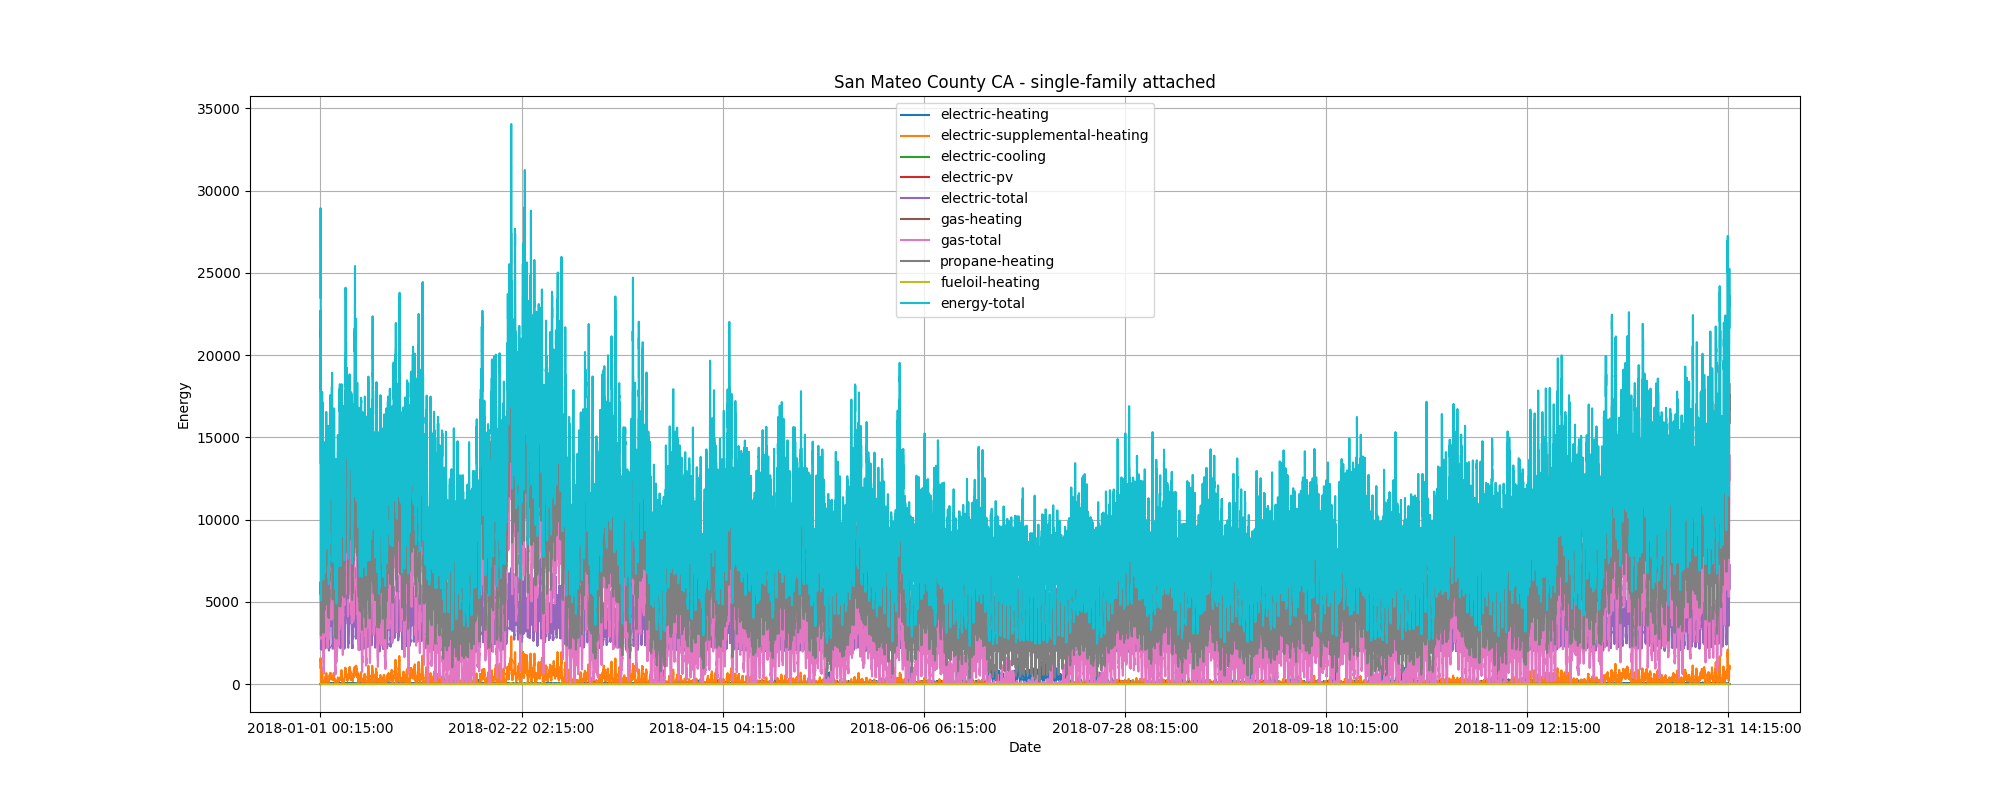 San Mateo County CA - single-family attached
35000
30000
25000
20000
15000
10000
5000
0
Energy
electric-heating
electric-supplemental-heating
electric-cooling
electric-pv
electric-total
gas-heating
gas-total
propane-heating
fueloil-heating
energy-total
2018-01-01 00:15:00
2018-02-22 02:15:00
2018-04-15 04:15:00
2018-06-06 06:15:00
2018-07-28 08:15:00
2018-09-18 10:15:00
2018-11-09 12:15:00
2018-12-31 14:15:00
Date